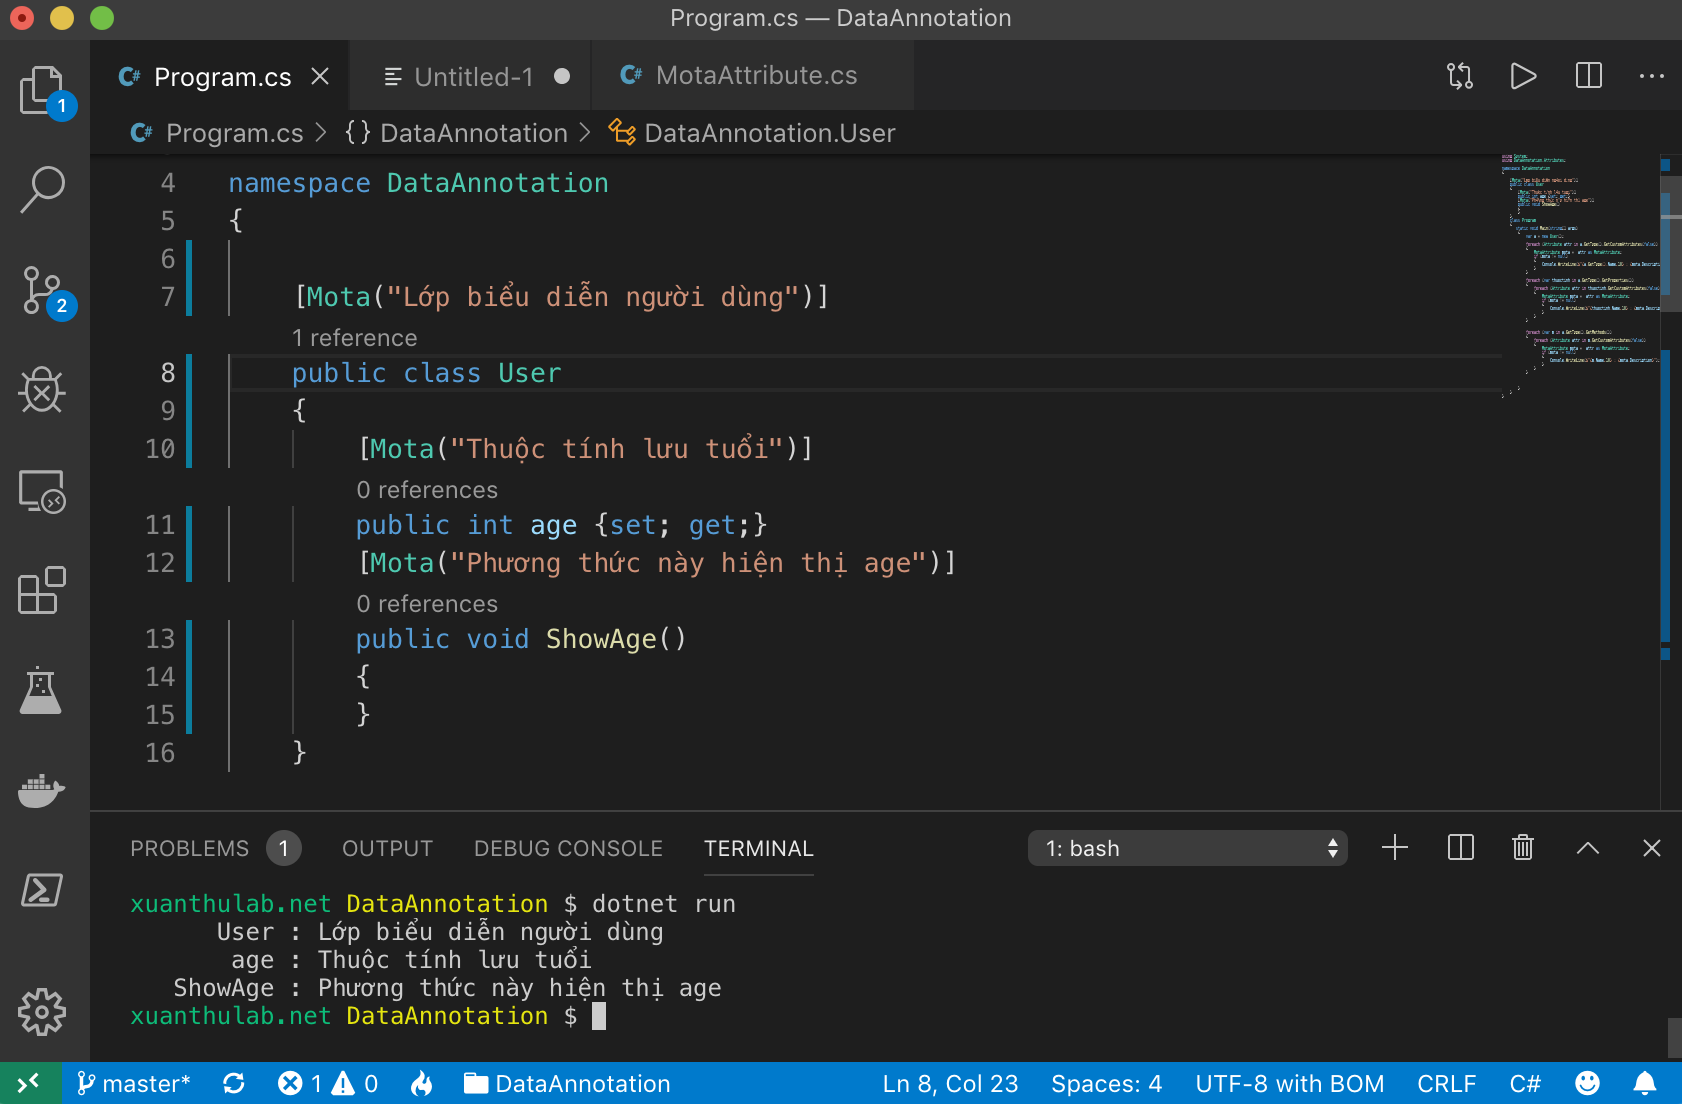 Program.cs — DataAnnotation
Program.cs
Untitled-1
MotaAttribute.cs
Program.cs > {} DataAnnotation > DataAnnotation.User
4 namespace DataAnnotation
5 {
6
7 [Mota("Lớp biểu diễn người dùng")]
1 reference
8 public class User
9 {
10 [Mota("Thuộc tính lưu tuổi")]
0 references
11 public int age {set; get;}
12 [Mota("Phương thức này hiện thị age")]
0 references
13 public void ShowAge()
14 {
15 }
16 }
1
2
PROBLEMS 1 OUTPUT DEBUG CONSOLE TERMINAL 1: bash
xuanthulab.net DataAnnotation $ dotnet run
User : Lớp biểu diễn người dùng
age : Thuộc tính lưu tuổi
ShowAge : Phương thức này hiện thị age
xuanthulab.net DataAnnotation $
master* 1 0 DataAnnotation Ln 8, Col 23 Spaces: 4 UTF-8 with BOM CRLF C#